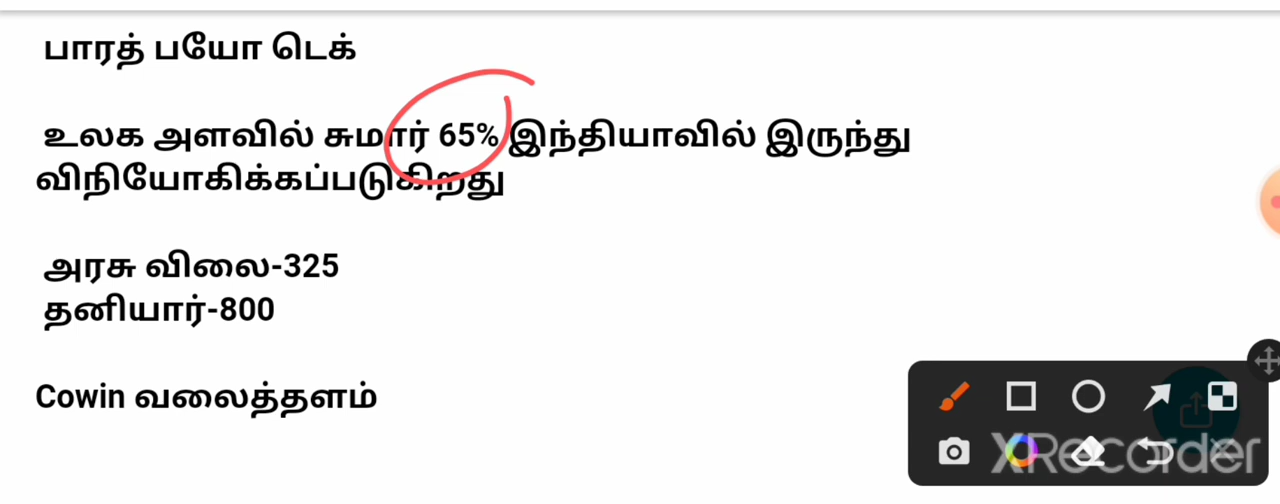 பாரத் பயோ டெக்
உலக அளவில் சுமார் 65% இந்தியாவில் இருந்து
விநியோகிக்கப்படுகிறது
அரசு விலை-325
தனியார்-800
Cowin வலைத்தளம்
XRecorder